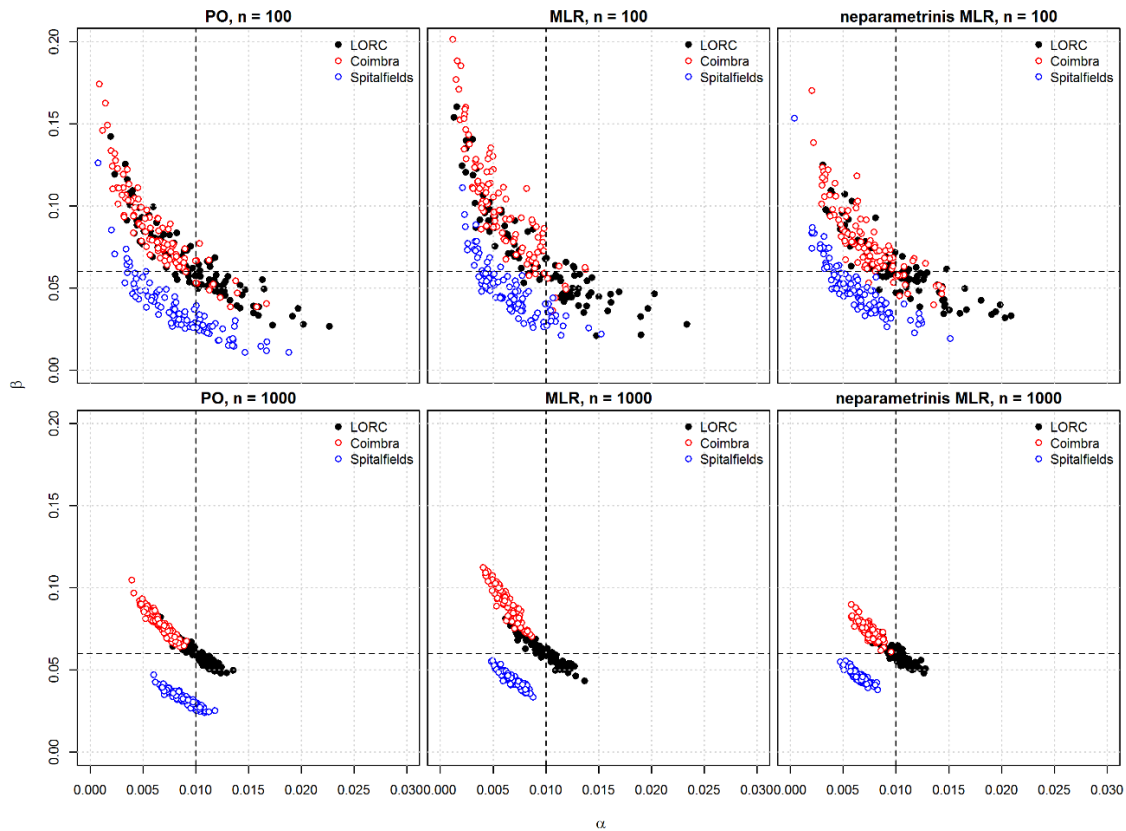 PO, n = 100
MLR, n = 100
neparametrinis MLR, n = 100
0.20
0.15
0.10
0.05
0.00
LORC
Coimbra
Spitalfields
LORC
Coimbra
Spitalfields
LORC
Coimbra
Spitalfields
β
PO, n = 1000
MLR, n = 1000
neparametrinis MLR, n = 1000
0.20
0.15
0.10
0.05
0.00
LORC
Coimbra
Spitalfields
LORC
Coimbra
Spitalfields
LORC
Coimbra
Spitalfields
0.000 0.005 0.010 0.015 0.020 0.025 0.030
0.000 0.005 0.010 0.015 0.020 0.025 0.030
0.000 0.005 0.010 0.015 0.020 0.025 0.030
α